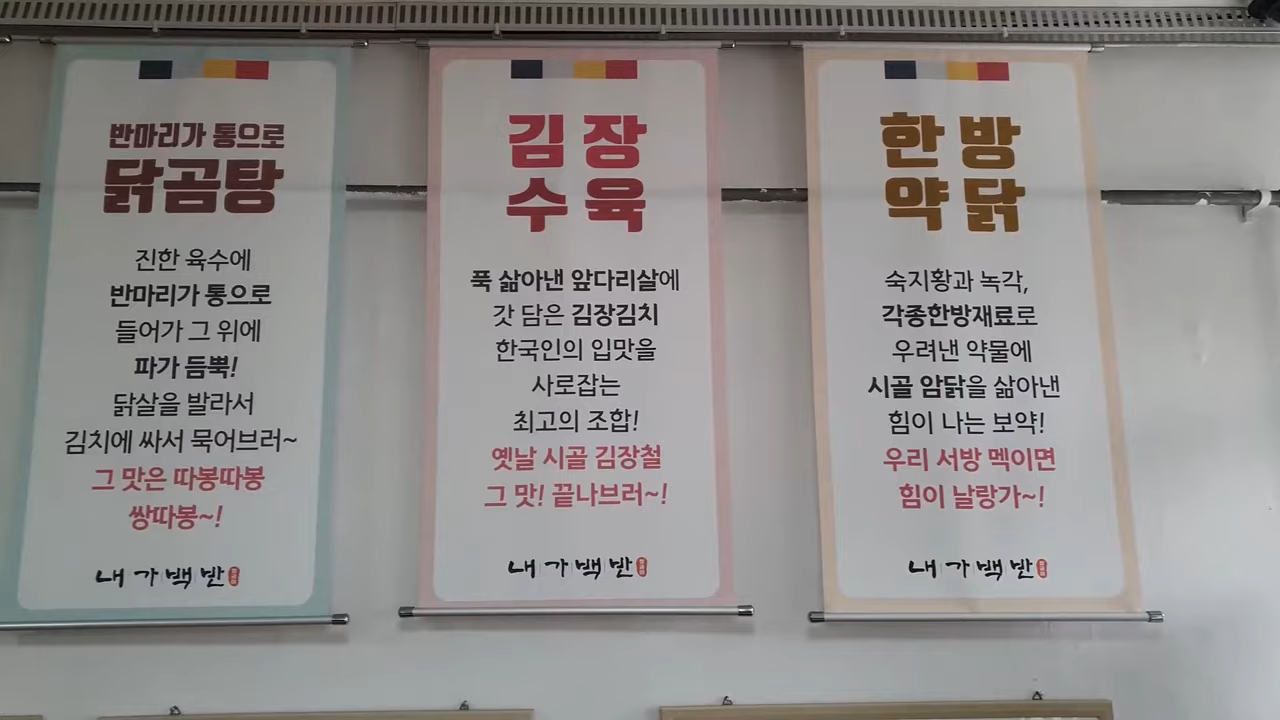 반마리가 통으로
닭곰탕
진한 육수에
반마리가 통으로
들어가 그 위에
파가 듬뿍!
닭살을 발라서
김치에 싸서 묵어브러~
그 맛은 따봉따봉
쌍따봉~!
내가백반
김장
수육
푹 삶아낸 앞다리살에
갓 담은 김장김치
한국인의 입맛을
사로잡는
최고의 조합!
옛날 시골 김장철
그 맛! 끝나브러~!
내가백반
한방
약닭
숙지황과 녹각,
각종한방재료로
우려낸 약물에
시골 암닭을 삶아낸
힘이 나는 보약!
우리 서방 멕이면
힘이 날랑가~!
내가백반